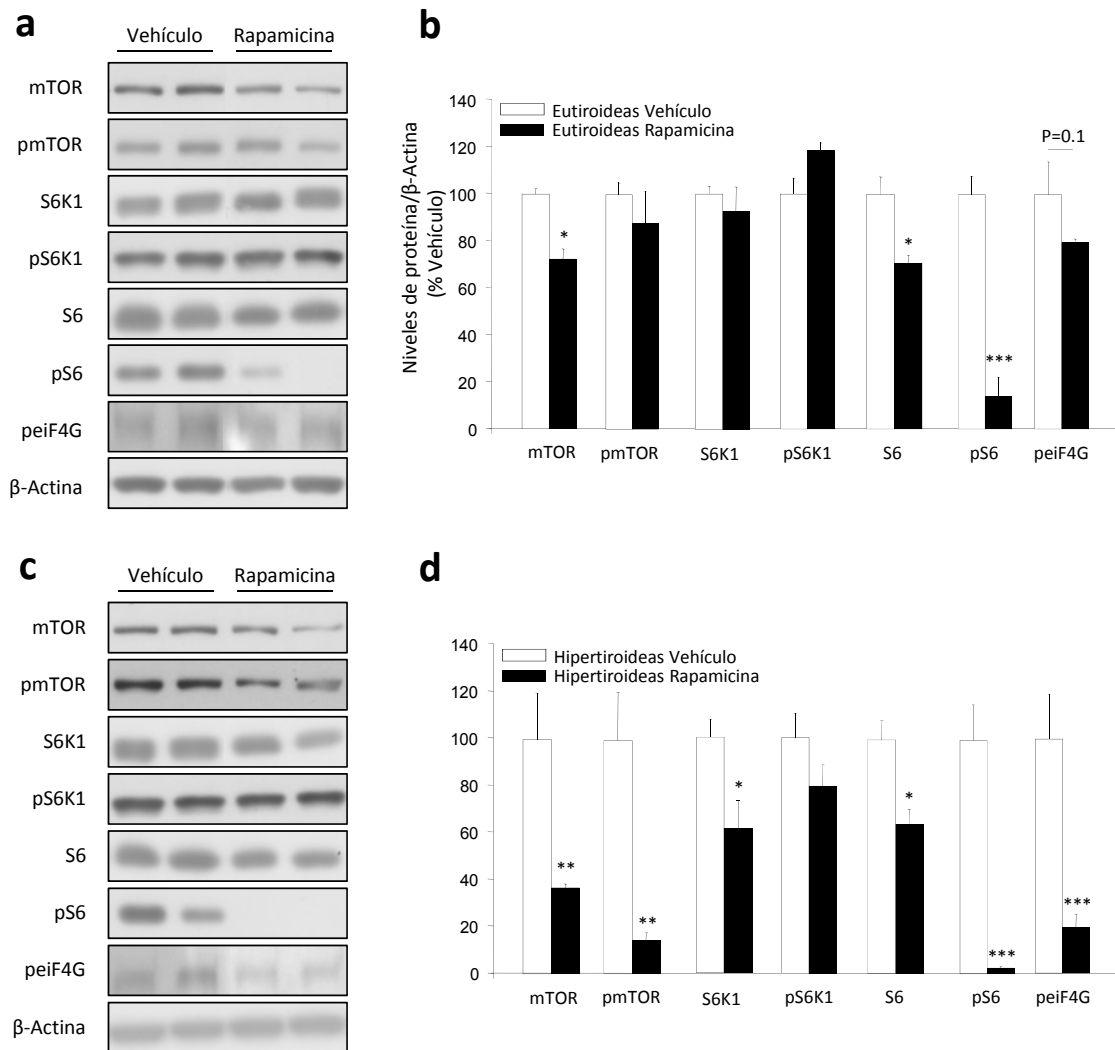 a
Vehículo Rapamicina
mTOR
pmTOR
S6K1
pS6K1
S6
pS6
peiF4G
β-Actina
b
Niveles de proteína/β-Actina
(% Vehículo)
140
120
100
80
60
40
20
0
Eutiroideas Vehículo
Eutiroideas Rapamicina
P=0.1
*
*
***
mTOR pmTOR S6K1 pS6K1 S6 pS6 peiF4G
c
Vehículo Rapamicina
mTOR
pmTOR
S6K1
pS6K1
S6
pS6
peiF4G
β-Actina
d
140
120
100
80
60
40
20
0
Hipertiroideas Vehículo
Hipertiroideas Rapamicina
**
**
*
*
***
***
mTOR pmTOR S6K1 pS6K1 S6 pS6 peiF4G